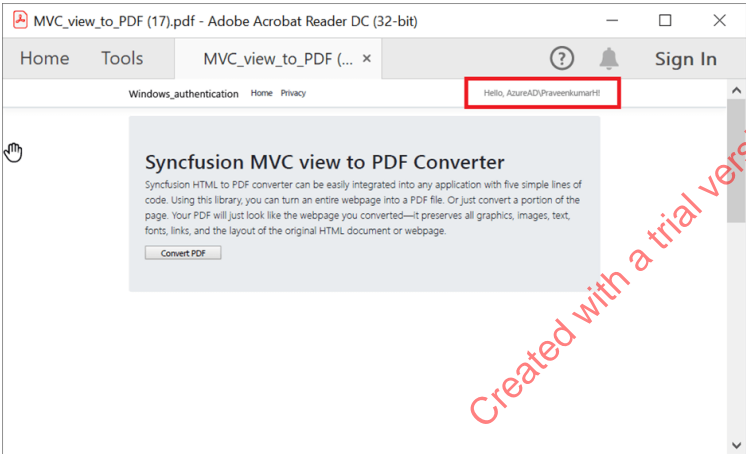 MVC_view_to_PDF (17).pdf - Adobe Acrobat Reader DC (32-bit)
Home Tools MVC_view_to_PDF (... × ? Sign In
Windows_authentication Home Privacy Hello, AzureAD\PraveenkumarH!
Syncfusion MVC view to PDF Converter
Syncfusion HTML to PDF converter can be easily integrated into any application with five simple lines of
code. Using this library, you can turn an entire webpage into a PDF file. Or just convert a portion of the
page. Your PDF will just look like the webpage you converted—it preserves all graphics, images, text,
fonts, links, and the layout of the original HTML document or webpage.
Convert PDF
Created with a trial vers